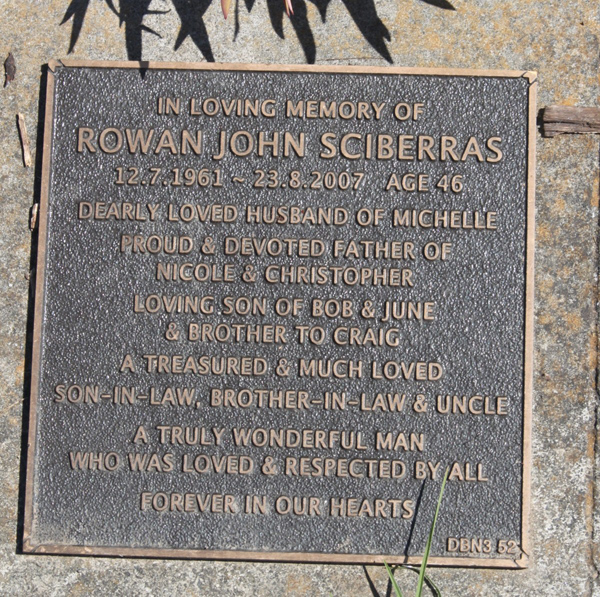 IN LOVING MEMORY OF
ROWAN JOHN SCIBERRAS
12.7.1961 ~ 23.8.2007 AGE 46
DEARLY LOVED HUSBAND OF MICHELLE
PROUD & DEVOTED FATHER OF
NICOLE & CHRISTOPHER
LOVING SON OF BOB & JUNE
& BROTHER TO CRAIG
A TREASURED & MUCH LOVED
SON-IN-LAW, BROTHER-IN-LAW & UNCLE
A TRULY WONDERFUL MAN
WHO WAS LOVED & RESPECTED BY ALL
FOREVER IN OUR HEARTS
DBN3 52